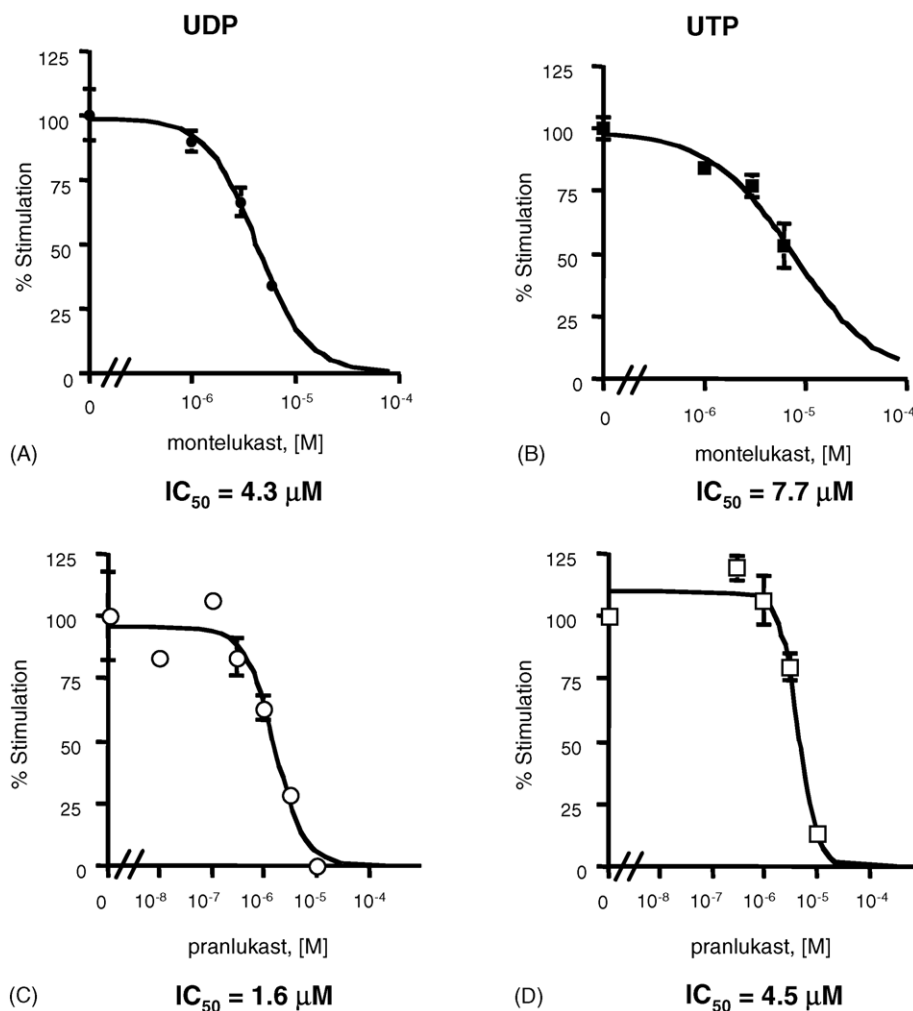 UDP
125
100
75
50
25
0
% Stimulation
0 10⁻⁶ 10⁻⁵ 10⁻⁴
montelukast, [M]
(A)
IC₅₀ = 4.3 μM
UTP
125
100
75
50
25
0
% Stimulation
0 10⁻⁶ 10⁻⁵ 10⁻⁴
montelukast, [M]
(B)
IC₅₀ = 7.7 μM
125
100
75
50
25
0
% Stimulation
0 10⁻⁸ 10⁻⁷ 10⁻⁶ 10⁻⁵ 10⁻⁴
pranlukast, [M]
(C)
IC₅₀ = 1.6 μM
125
100
75
50
25
0
% Stimulation
0 10⁻⁸ 10⁻⁷ 10⁻⁶ 10⁻⁵ 10⁻⁴
pranlukast, [M]
(D)
IC₅₀ = 4.5 μM